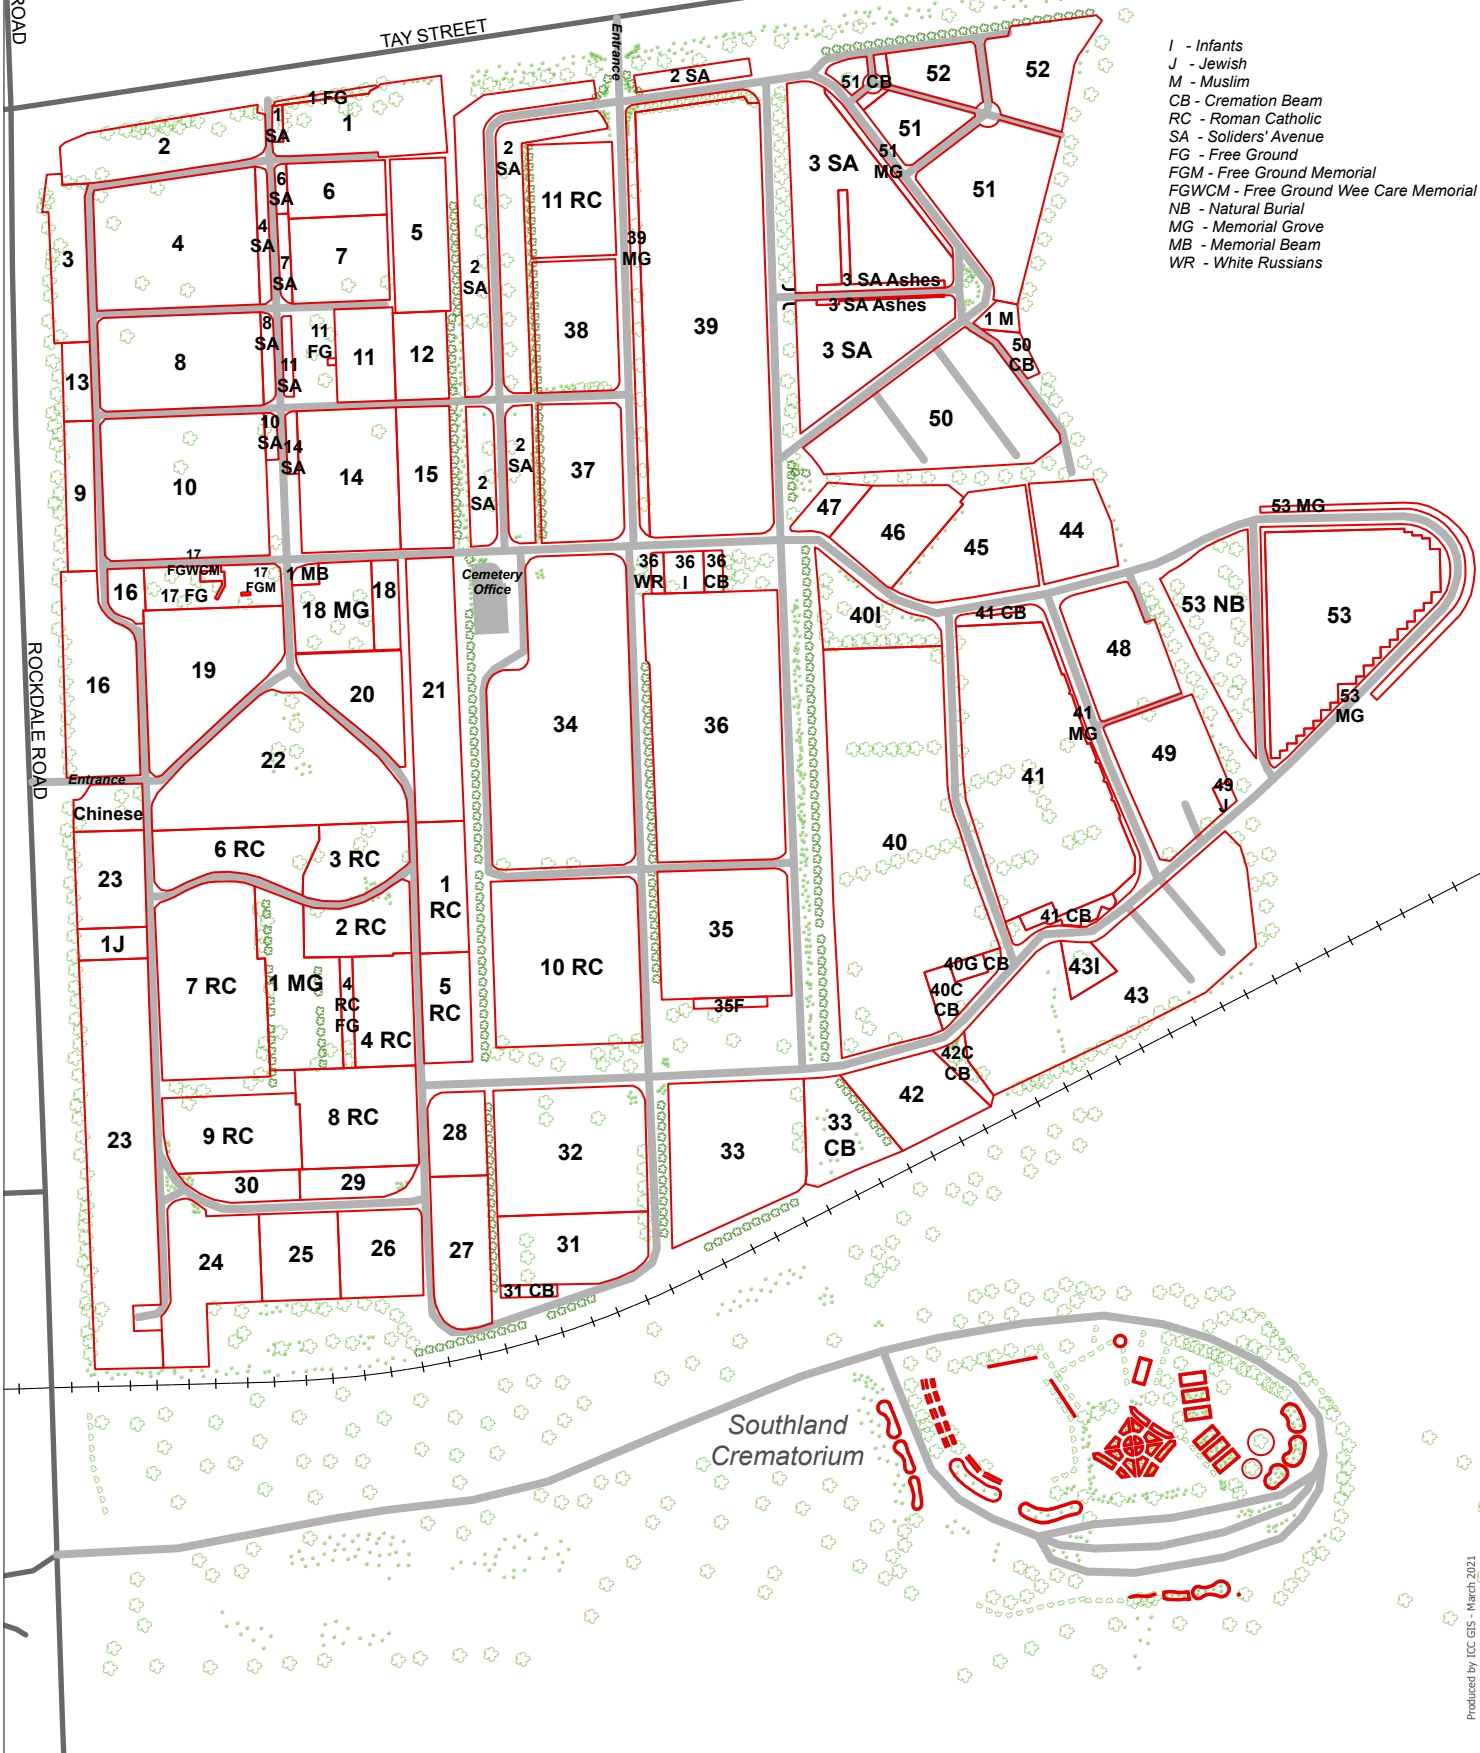 ROAD
TAY STREET
Entrance
I - Infants
J - Jewish
M - Muslim
CB - Cremation Beam
RC - Roman Catholic
SA - Soliders' Avenue
FG - Free Ground
FGM - Free Ground Memorial
FGWCM - Free Ground Wee Care Memorial
NB - Natural Burial
MG - Memorial Grove
MB - Memorial Beam
WR - White Russians
2 SA
51 CB
52
52
1 FG
1
SA
1
2
51
51
MG
51
3 SA
2
SA
11 RC
6
SA
6
5
4
4
SA
7
7
SA
3
39
MG
2
SA
3 SA Ashes
3 SA Ashes
1 M
50
CB
3 SA
39
38
8
SA
8
11
FG
11
12
11
SA
13
50
10
SA
14
SA
10
14
15
9
2
SA
2
SA
37
47
46
45
44
53 MG
17
FGWCM
17
FGM
17 FG
16
1 MB
18
18 MG
Cemetery
Office
36
WR
36
I
36
CB
40I
41 CB
53 NB
53
48
16
19
20
21
34
36
ROCKDALE ROAD
53
MG
41
MG
49
49
J
41
22
Entrance
Chinese
6 RC
3 RC
23
1
RC
40
2 RC
1J
35
41 CB
7 RC
1 MG
4
RC
FG
4 RC
5
RC
10 RC
40G CB
40C
CB
43I
43
35F
42C
CB
42
33
CB
33
32
28
8 RC
9 RC
23
30
29
24
25
26
27
31
31 CB
Southland
Crematorium
Produced by ICC GIS - March 2021